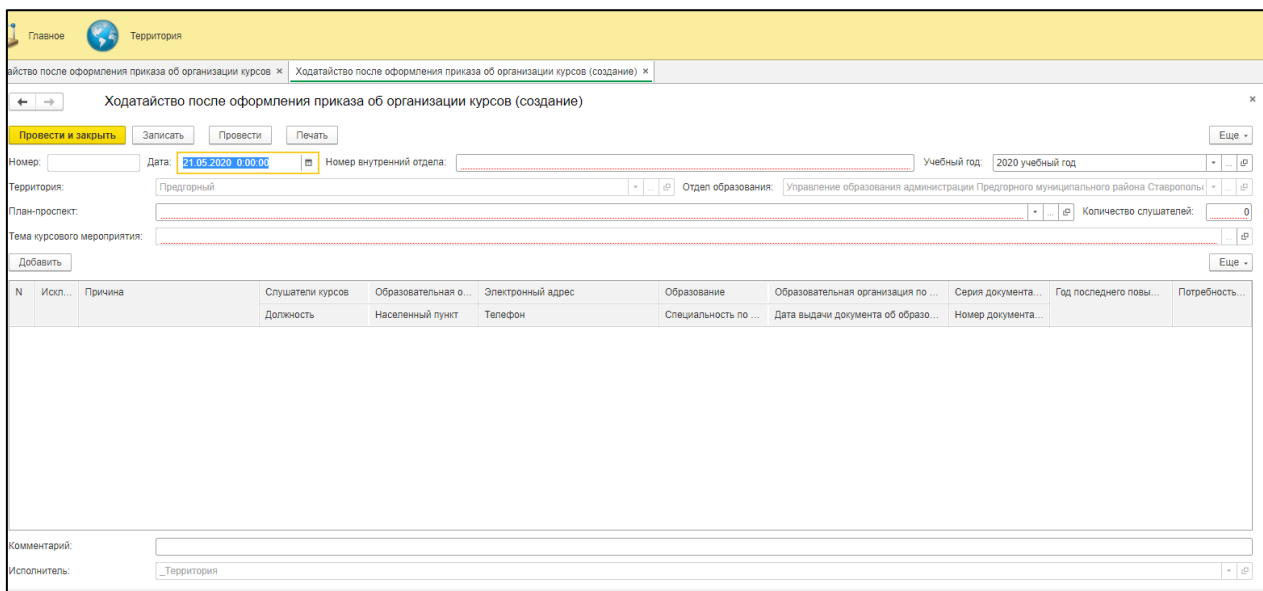 Главное Территория
айство после оформления приказа об организации курсов × Ходатайство после оформления приказа об организации курсов (создание) ×
Ходатайство после оформления приказа об организации курсов (создание) ×
Провести и закрыть Записать Провести Печать Еще
Номер: Дата: 21.05.2020 0:00:00 Номер внутренний отдела: Учебный год: 2020 учебный год
Территория: Предгорный ... Отдел образования: Управление образования администрации Предгорного муниципального района Ставрополь
План-проспект: ... Количество слушателей: 0
Тема курсового мероприятия: ...
Добавить Еще
N Искл... Причина Слушатели курсов Образовательная о... Электронный адрес Образование Образовательная организация по ... Серия документа... Год последнего повы... Потребность...
Должность Населенный пункт Телефон Специальность по ... Дата выдачи документа об образо... Номер документа...
Комментарий:
Исполнитель: _Территория